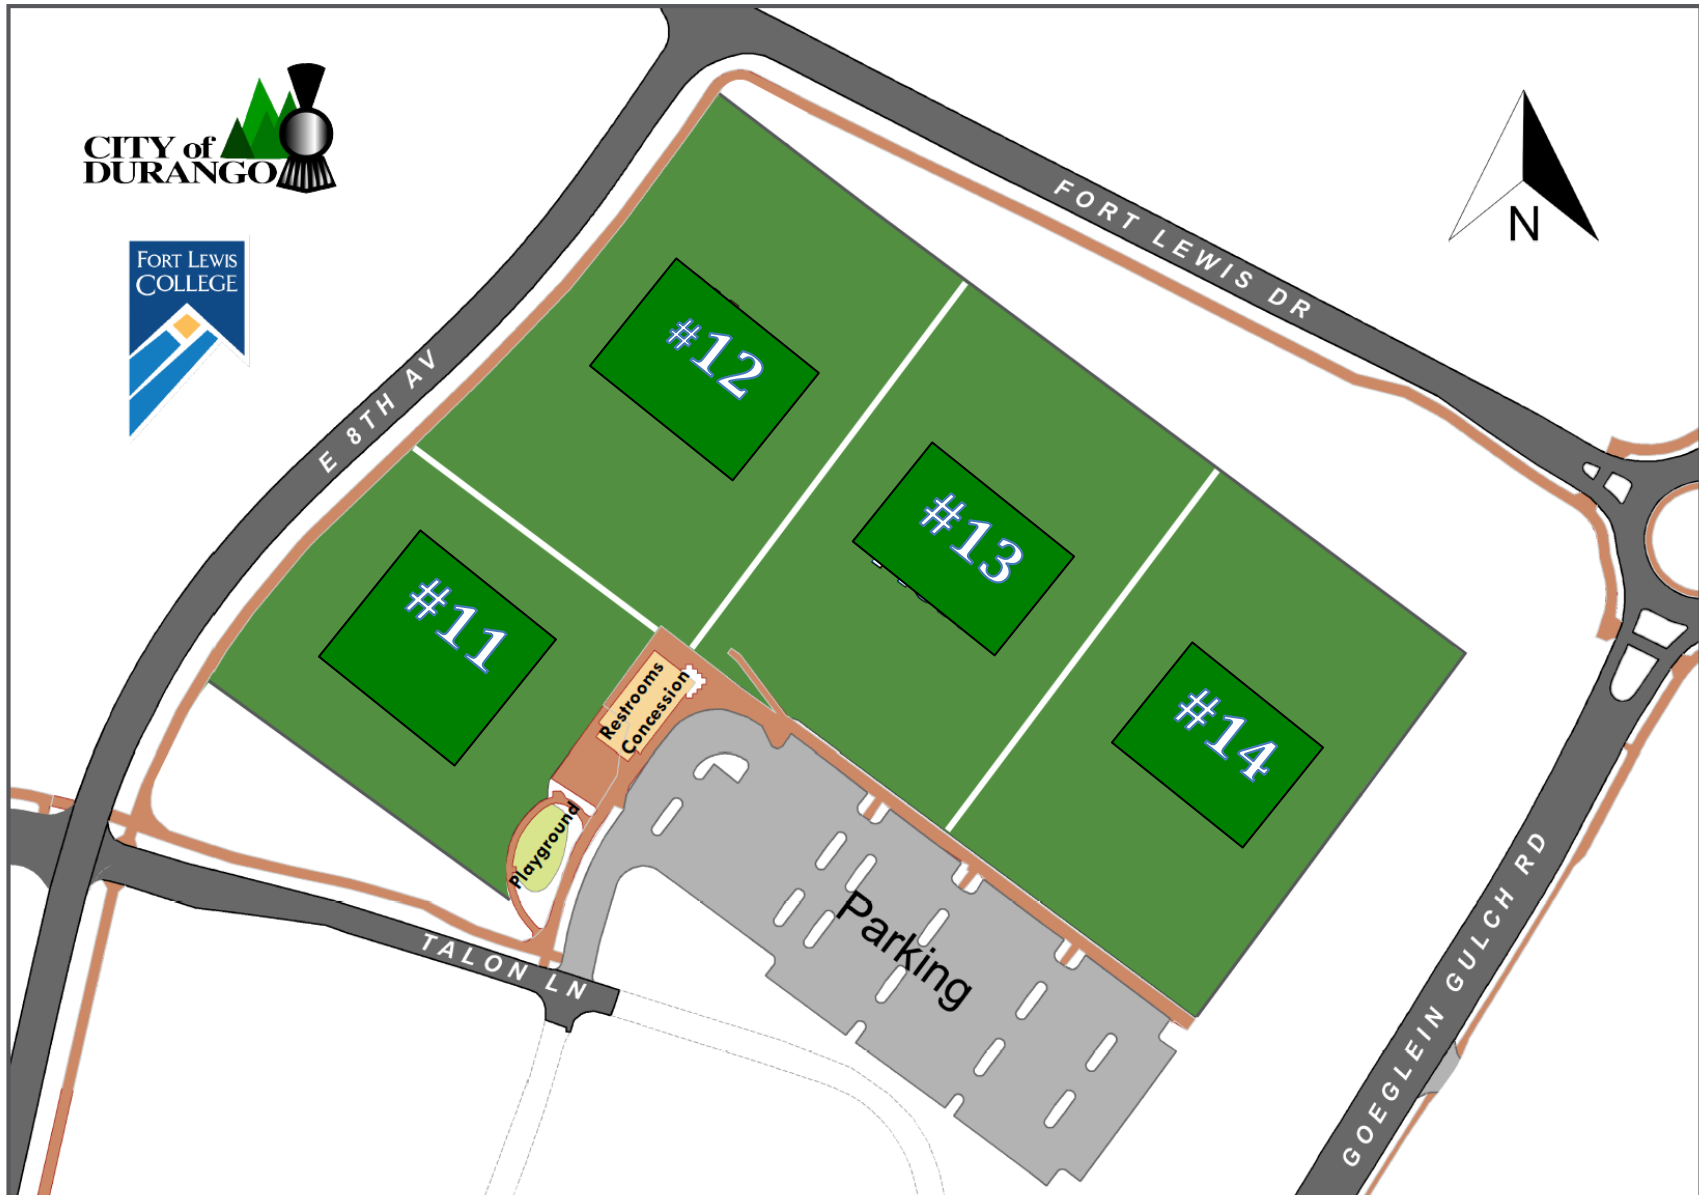 CITY of
DURANGO
FORT LEWIS
COLLEGE
FORT LEWIS DR
N
E 8TH AV
#12
#13
#11
#14
Restrooms
Concession
Playground
Parking
TALON LN
GOEGLEIN GULCH RD